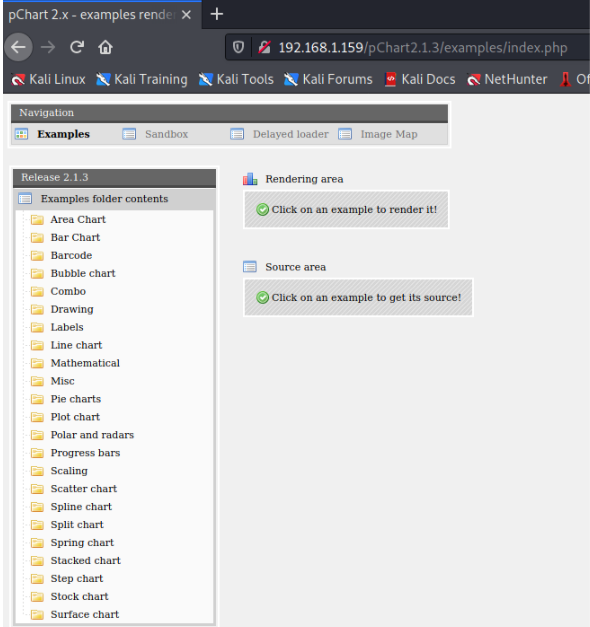 pChart 2.x - examples rende
192.168.1.159/pChart2.1.3/examples/index.php
Kali Linux Kali Training Kali Tools Kali Forums Kali Docs NetHunter Of
Navigation
Examples Sandbox Delayed loader Image Map
Release 2.1.3
Examples folder contents
Area Chart
Bar Chart
Barcode
Bubble chart
Combo
Drawing
Labels
Line chart
Mathematical
Misc
Pie charts
Plot chart
Polar and radars
Progress bars
Scaling
Scatter chart
Spline chart
Split chart
Spring chart
Stacked chart
Step chart
Stock chart
Surface chart
Rendering area
Click on an example to render it!
Source area
Click on an example to get its source!